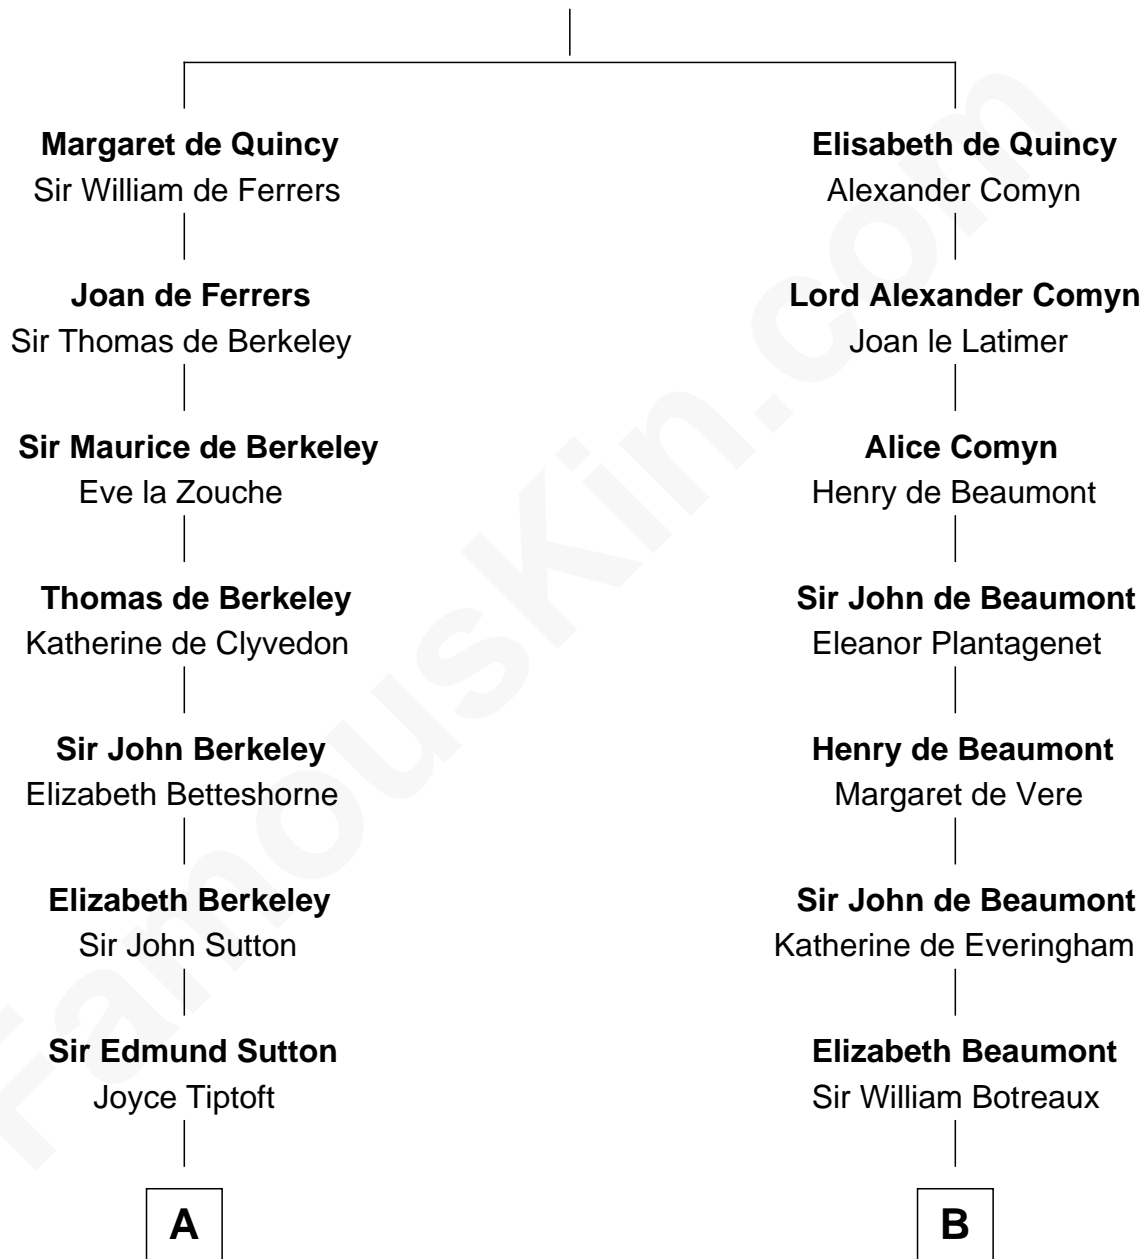 Margaret de Quincy
Sir William de Ferrers
Joan de Ferrers
Sir Thomas de Berkeley
Sir Maurice de Berkeley
Eve la Zouche
Thomas de Berkeley
Katherine de Clyvedon
Sir John Berkeley
Elizabeth Betteshorne
Elizabeth Berkeley
Sir John Sutton
Sir Edmund Sutton
Joyce Tiptoft
A
Elisabeth de Quincy
Alexander Comyn
Lord Alexander Comyn
Joan le Latimer
Alice Comyn
Henry de Beaumont
Sir John de Beaumont
Eleanor Plantagenet
Henry de Beaumont
Margaret de Vere
Sir John de Beaumont
Katherine de Everingham
Elizabeth Beaumont
Sir William Botreaux
B
FamousKin.com